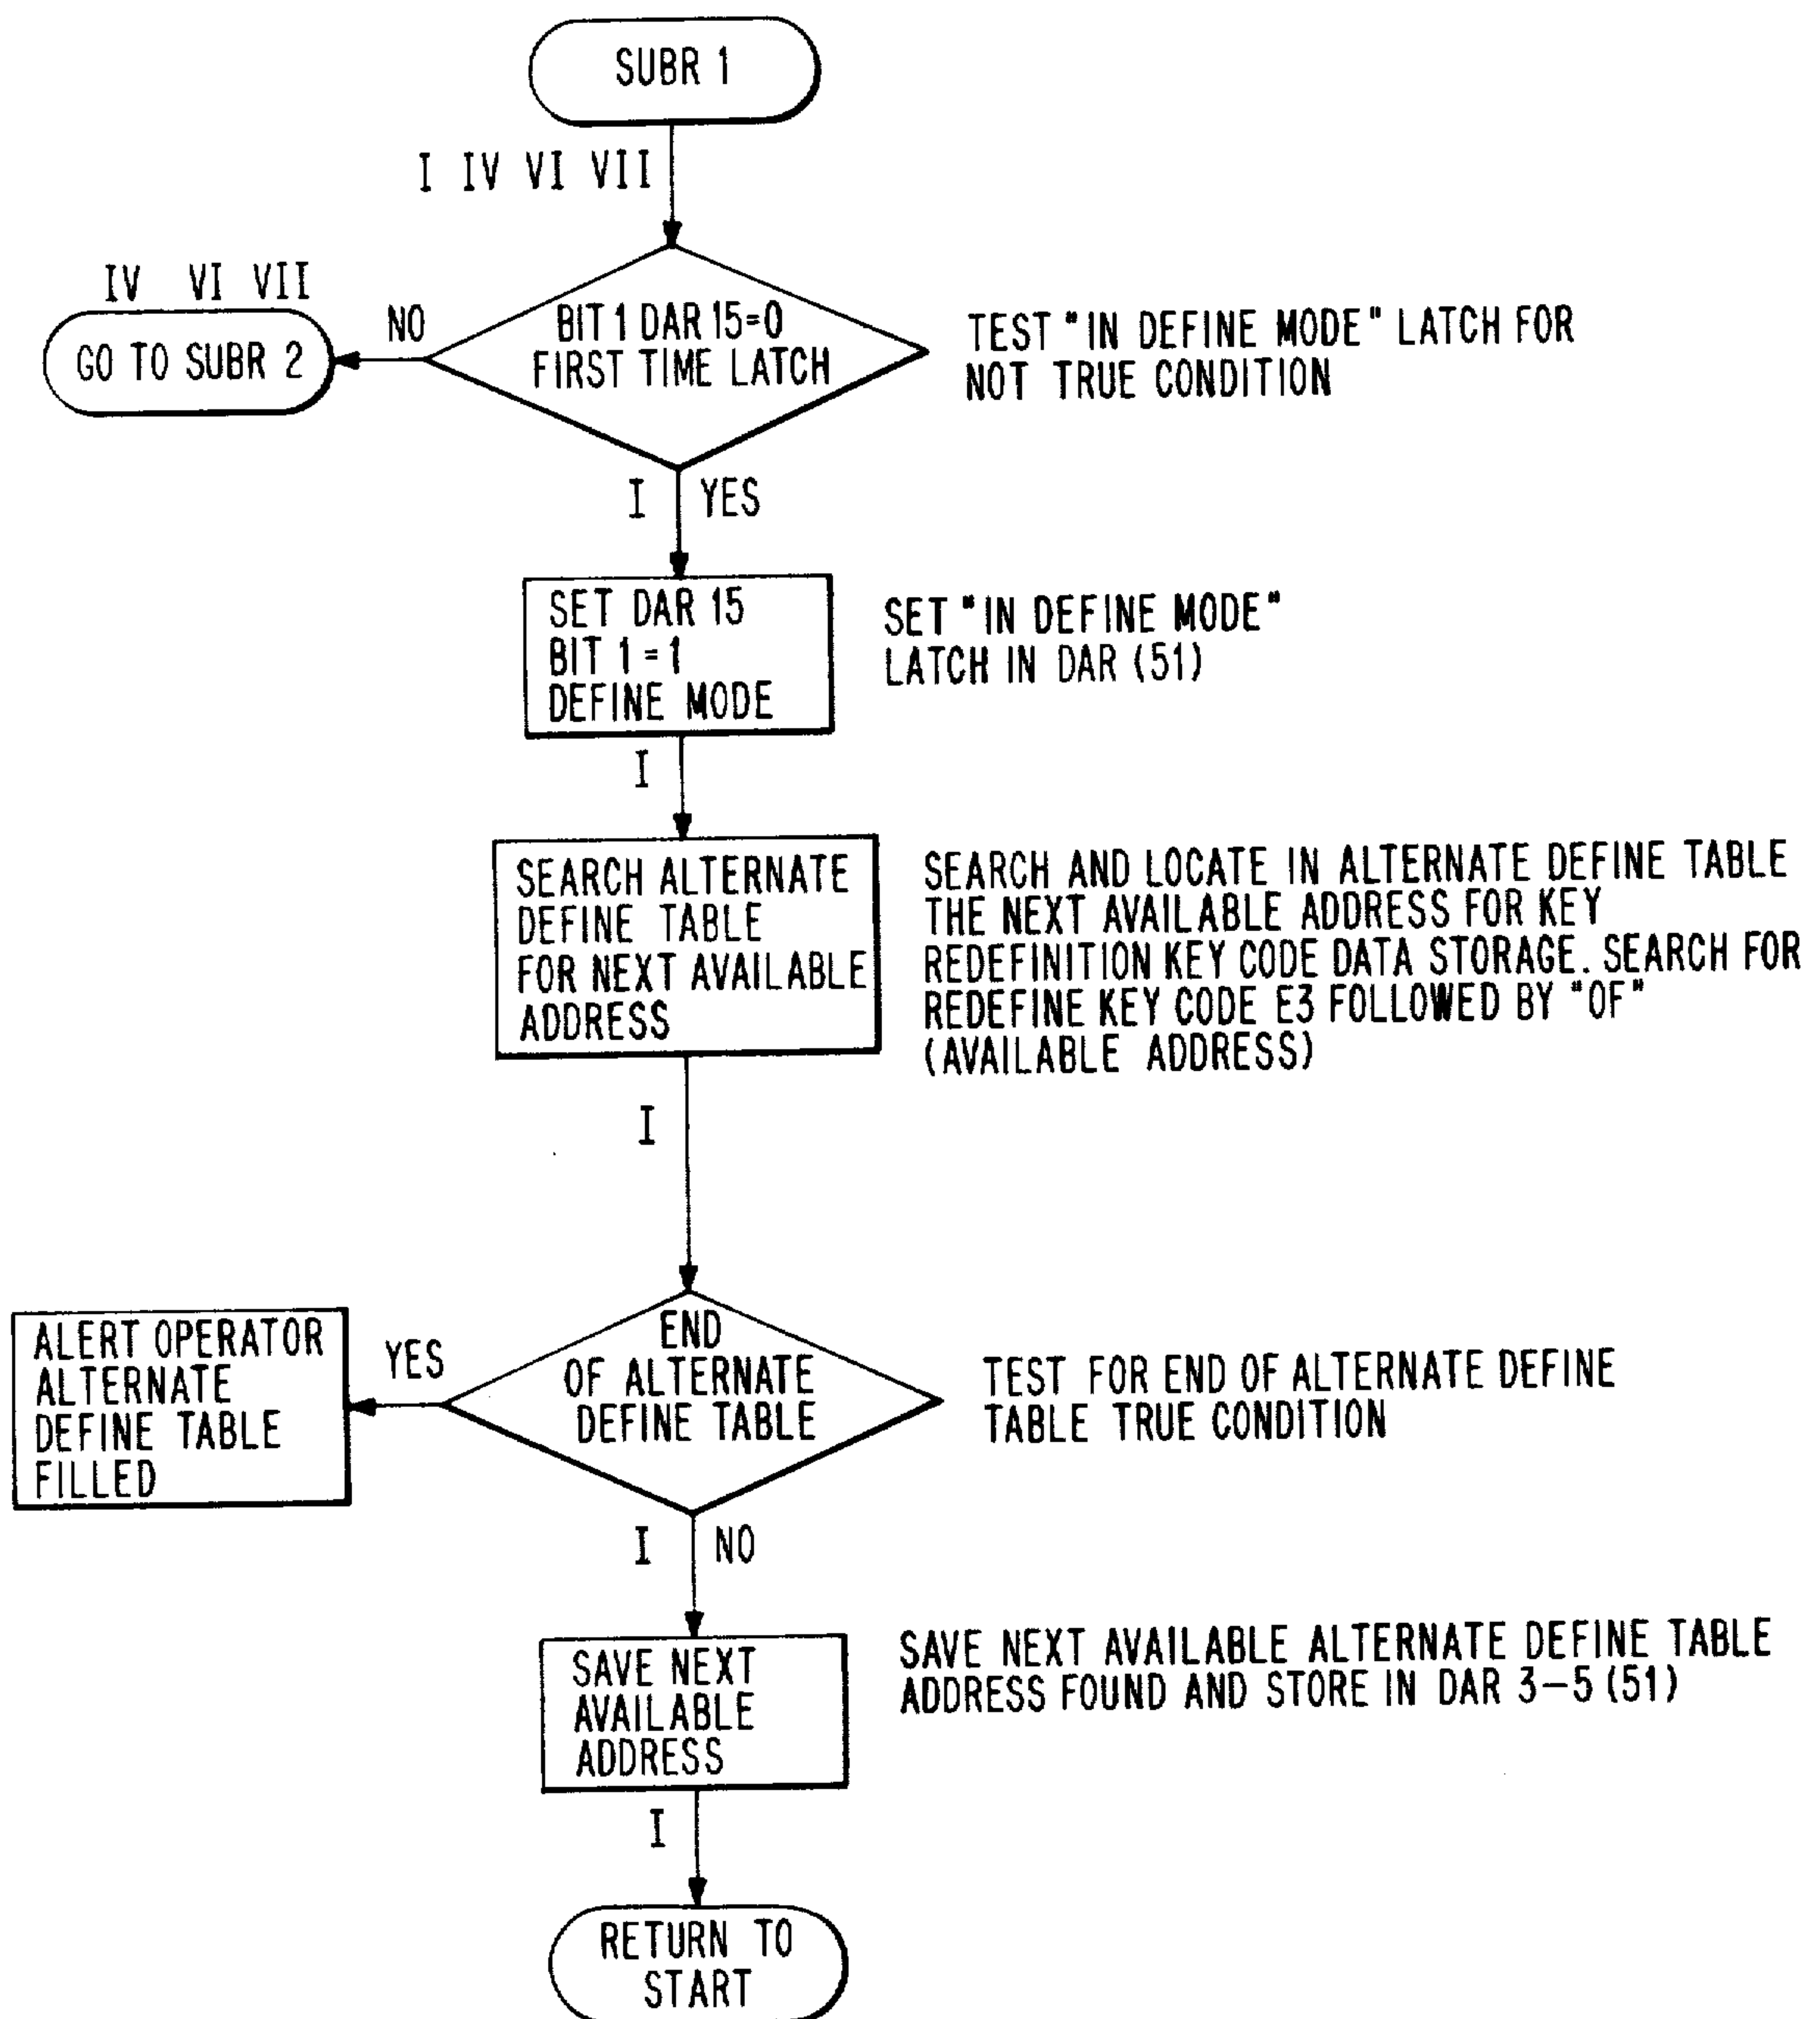 SUBR 1
I IV VI VII
IV VI VII
GO TO SUBR 2
NO
BIT 1 DAR 15=0
FIRST TIME LATCH
TEST "IN DEFINE MODE" LATCH FOR
NOT TRUE CONDITION
I YES
SET DAR 15
BIT 1 = 1
DEFINE MODE
SET "IN DEFINE MODE"
LATCH IN DAR (51)
I
SEARCH ALTERNATE
DEFINE TABLE
FOR NEXT AVAILABLE
ADDRESS
SEARCH AND LOCATE IN ALTERNATE DEFINE TABLE
THE NEXT AVAILABLE ADDRESS FOR KEY
REDEFINITION KEY CODE DATA STORAGE. SEARCH FOR
REDEFINE KEY CODE E3 FOLLOWED BY "OF"
(AVAILABLE ADDRESS)
I
ALERT OPERATOR
ALTERNATE
DEFINE TABLE
FILLED
YES
END
OF ALTERNATE
DEFINE TABLE
TEST FOR END OF ALTERNATE DEFINE
TABLE TRUE CONDITION
I NO
SAVE NEXT
AVAILABLE
ADDRESS
SAVE NEXT AVAILABLE ALTERNATE DEFINE TABLE
ADDRESS FOUND AND STORE IN DAR 3-5 (51)
I
RETURN TO
START